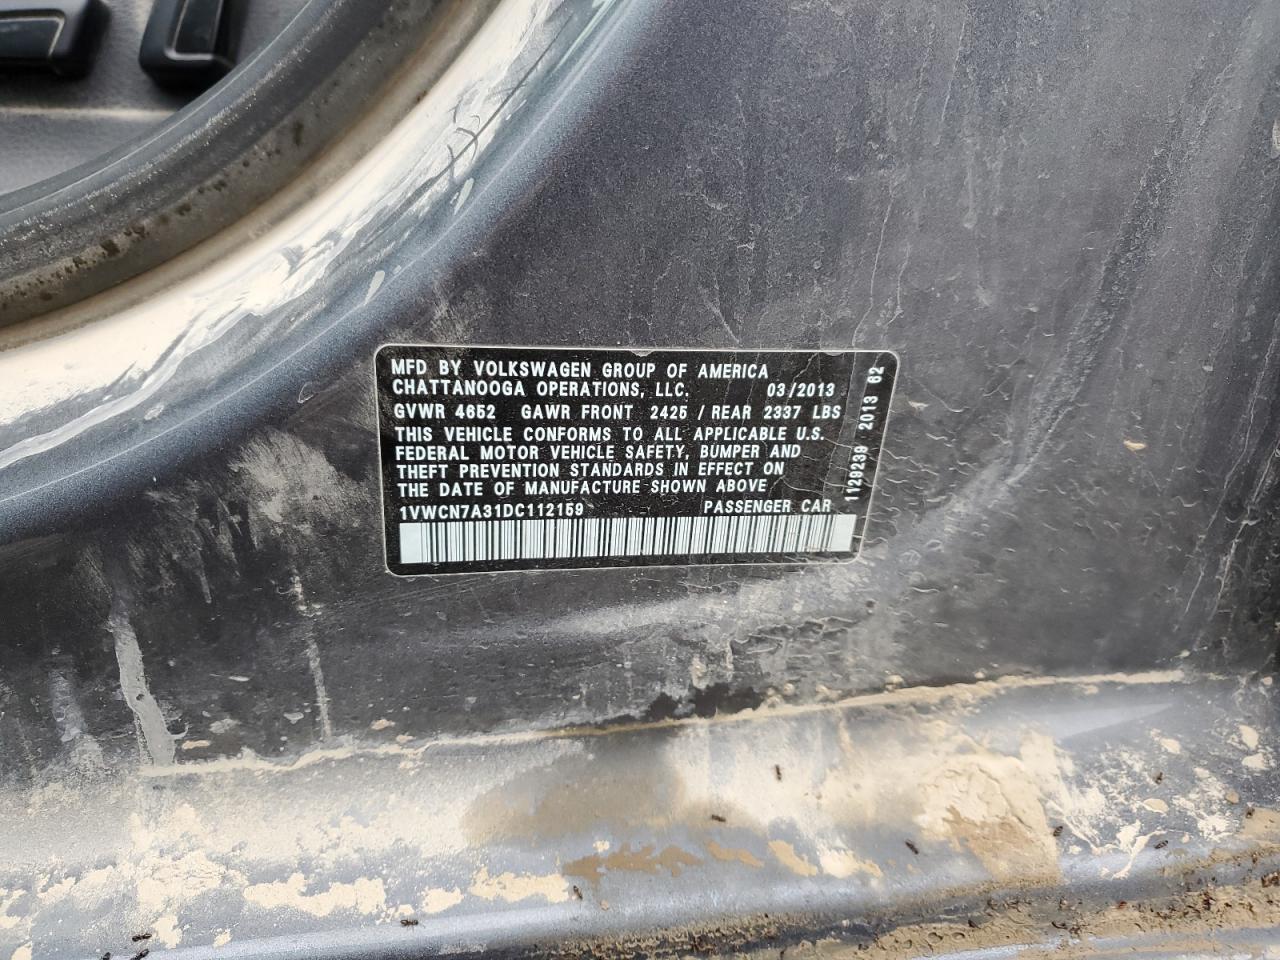 MFD BY VOLKSWAGEN GROUP OF AMERICA
CHATTANOOGA OPERATIONS, LLC. 03/2013
GVWR 4652 GAWR FRONT 2425 / REAR 2337 LBS
THIS VEHICLE CONFORMS TO ALL APPLICABLE U.S.
FEDERAL MOTOR VEHICLE SAFETY, BUMPER AND
THEFT PREVENTION STANDARDS IN EFFECT ON
THE DATE OF MANUFACTURE SHOWN ABOVE
1VWCN7A31DC112159 PASSENGER CAR
1129239 2013 62